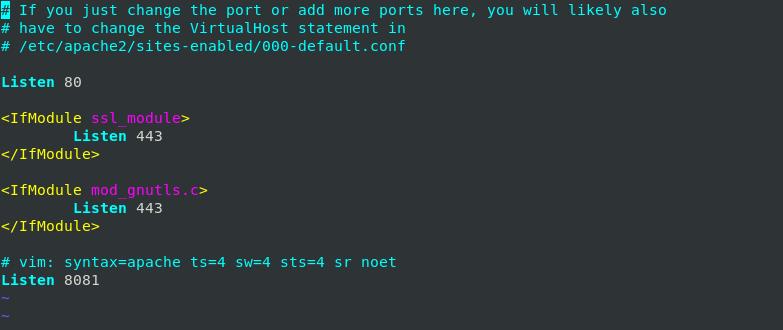 # If you just change the port or add more ports here, you will likely also
# have to change the VirtualHost statement in
# /etc/apache2/sites-enabled/000-default.conf
Listen 80
<IfModule ssl_module>
Listen 443
</IfModule>
<IfModule mod_gnutls.c>
Listen 443
</IfModule>
# vim: syntax=apache ts=4 sw=4 sts=4 sr noet
Listen 8081
~
~